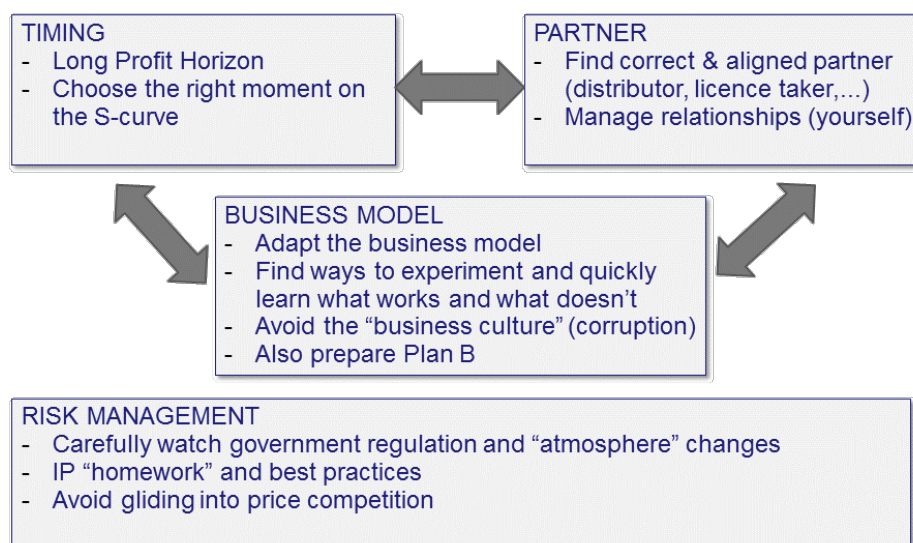 TIMING
- Long Profit Horizon
- Choose the right moment on
the S-curve
PARTNER
- Find correct & aligned partner
(distributor, licence taker,...)
- Manage relationships (yourself)
BUSINESS MODEL
- Adapt the business model
- Find ways to experiment and quickly
learn what works and what doesn’t
- Avoid the “business culture” (corruption)
- Also prepare Plan B
RISK MANAGEMENT
- Carefully watch government regulation and “atmosphere” changes
- IP “homework” and best practices
- Avoid gliding into price competition